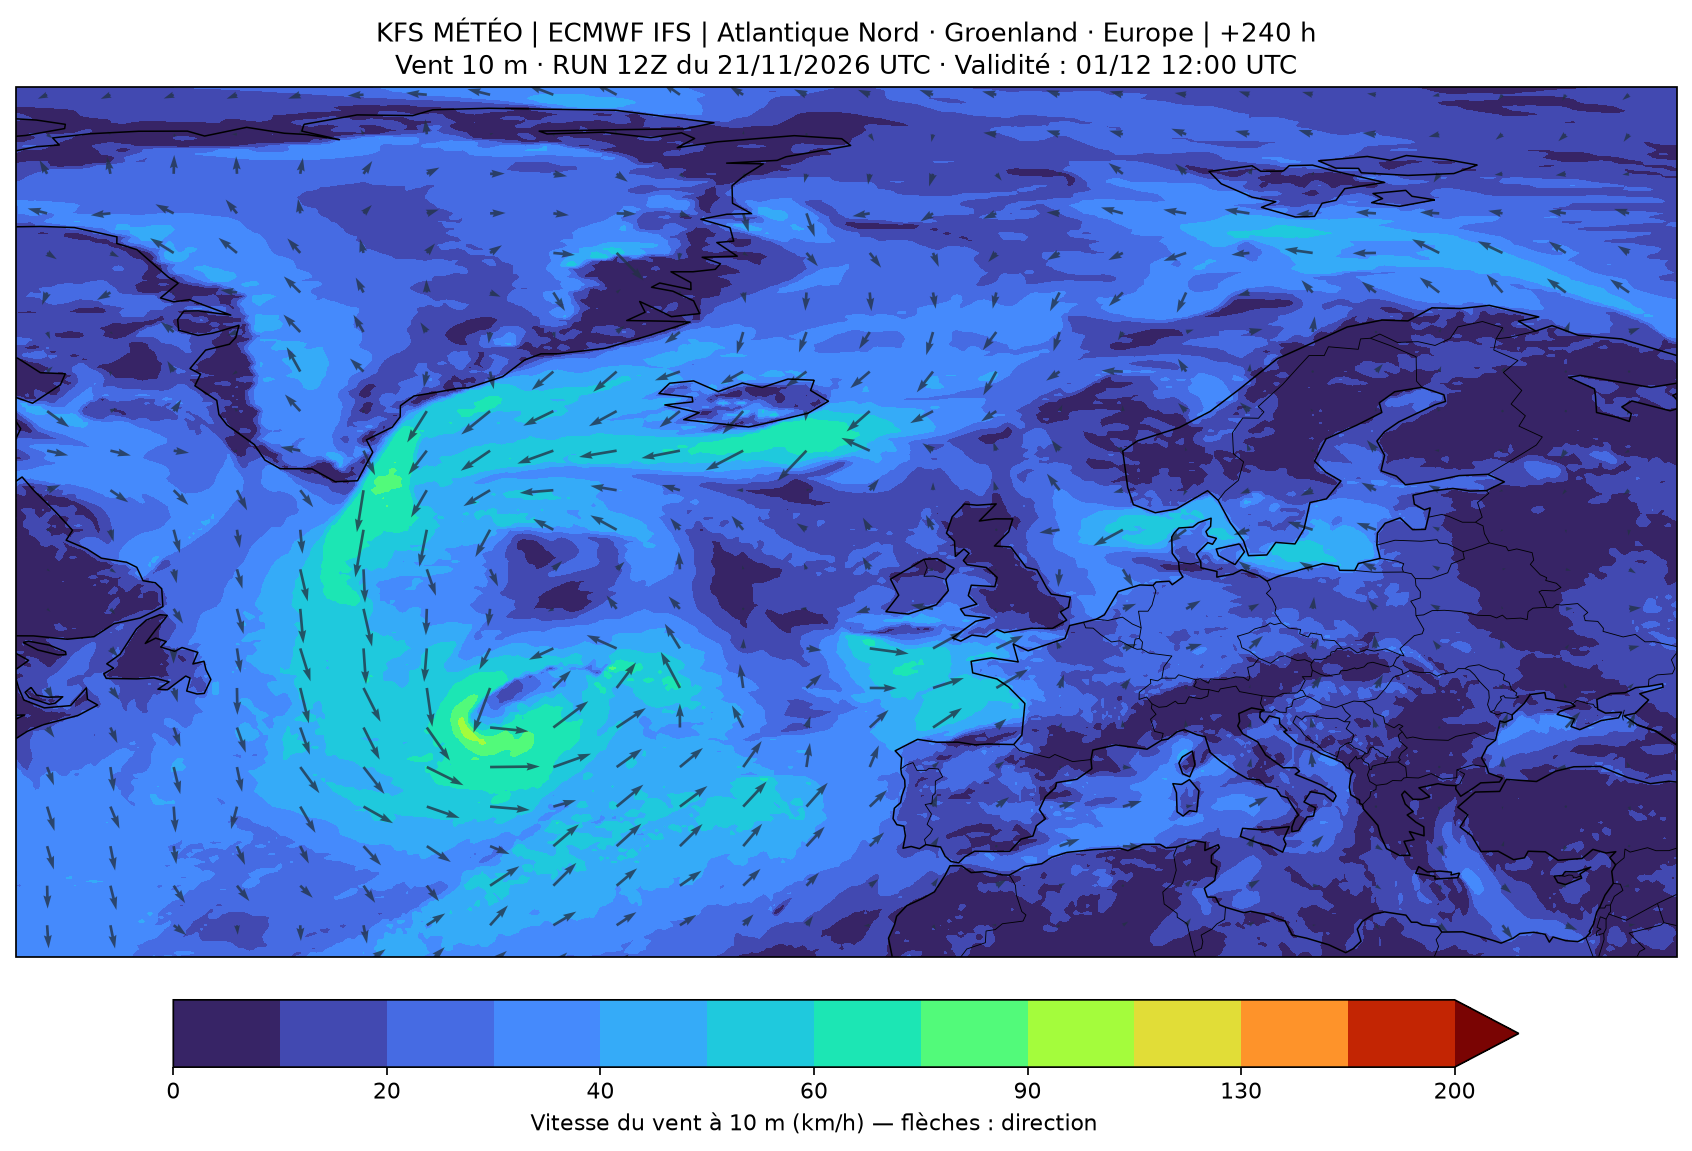 KFS MÉTÉO | ECMWF IFS | Atlantique Nord · Groenland · Europe | +240 h
Vent 10 m · RUN 12Z du 21/11/2026 UTC · Validité : 01/12 12:00 UTC
0 20 40 60 90 130 200
Vitesse du vent à 10 m (km/h) — flèches : direction